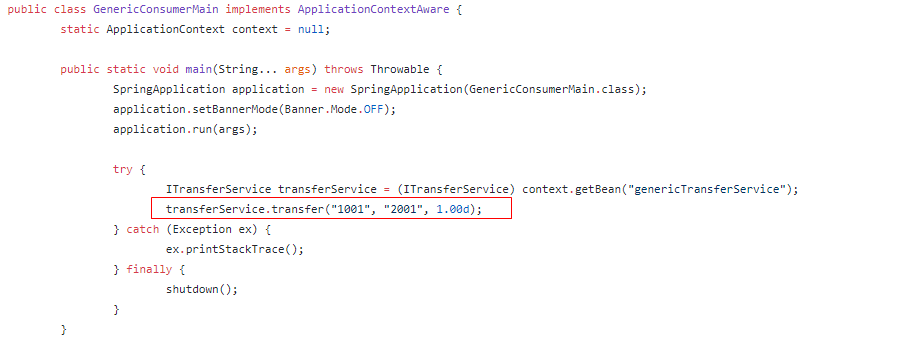 public class GenericConsumerMain implements ApplicationContextAware {
static ApplicationContext context = null;
public static void main(String... args) throws Throwable {
SpringApplication application = new SpringApplication(GenericConsumerMain.class);
application.setBannerMode(Banner.Mode.OFF);
application.run(args);
try {
ITransferService transferService = (ITransferService) context.getBean("genericTransferService");
transferService.transfer("1001", "2001", 1.00d);
} catch (Exception ex) {
ex.printStackTrace();
} finally {
shutdown();
}
}